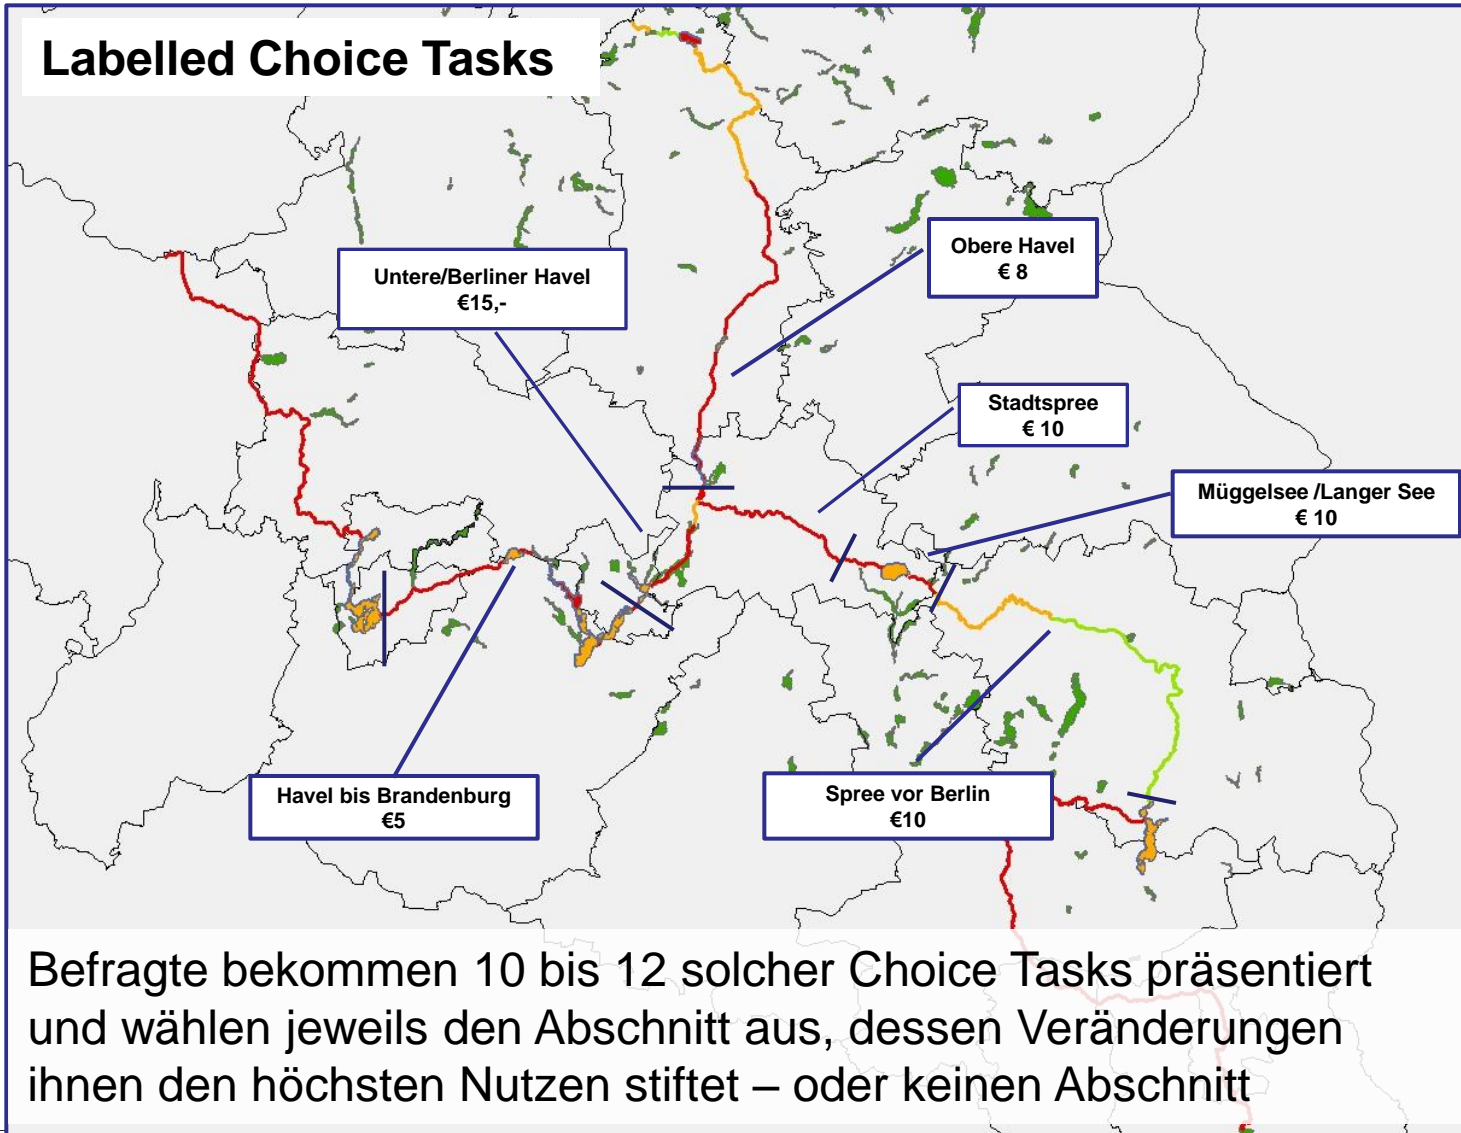 Labelled Choice Tasks
Obere Havel
€ 8
Untere/Berliner Havel
€15,-
Stadtspree
€ 10
Müggelsee /Langer See
€ 10
Havel bis Brandenburg
€5
Spree vor Berlin
€10
Befragte bekommen 10 bis 12 solcher Choice Tasks präsentiert
und wählen jeweils den Abschnitt aus, dessen Veränderungen
ihnen den höchsten Nutzen stiftet – oder keinen Abschnitt